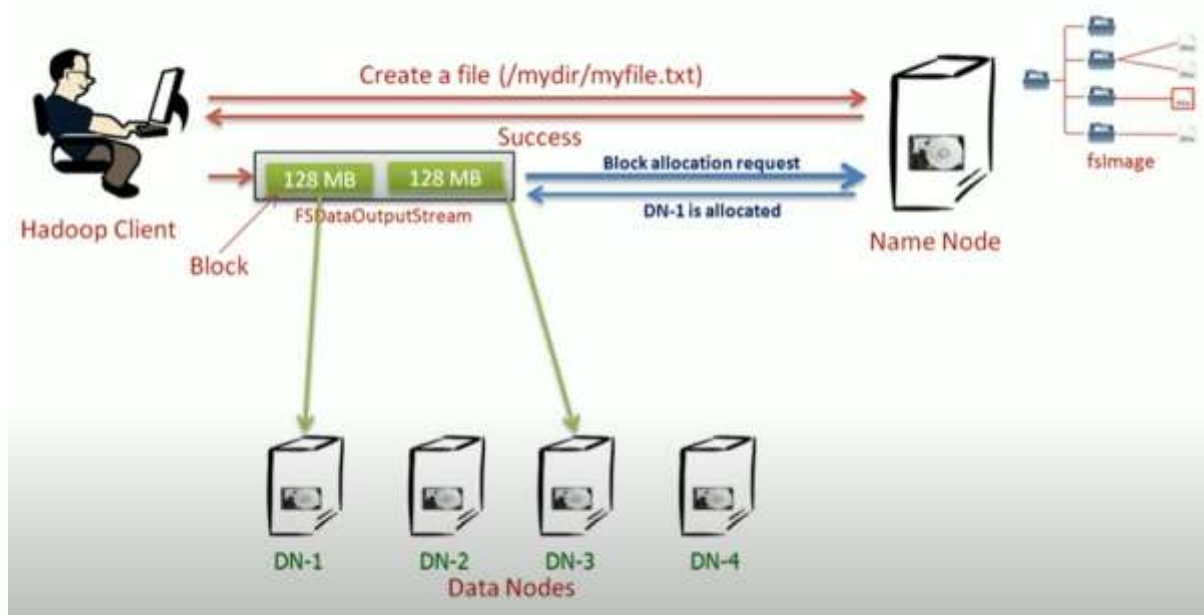 Create a file (/mydir/myfile.txt)
Success
128 MB
128 MB
FSDataOutputStream
Block allocation request
DN-1 is allocated
fsImage
Hadoop Client
Name Node
Block
DN-1
DN-2
DN-3
DN-4
Data Nodes